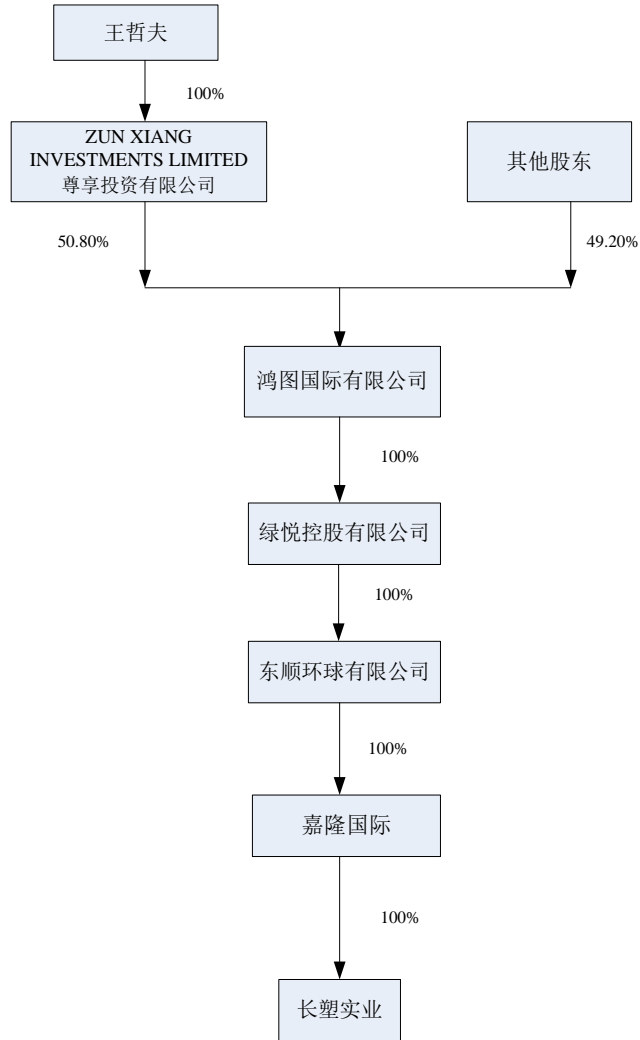 王哲夫
100%
ZUN XIANG
INVESTMENTS LIMITED
尊享投资有限公司
其他股东
50.80%
49.20%
鸿图国际有限公司
100%
绿悦控股有限公司
100%
东顺环球有限公司
100%
嘉隆国际
100%
长塑实业